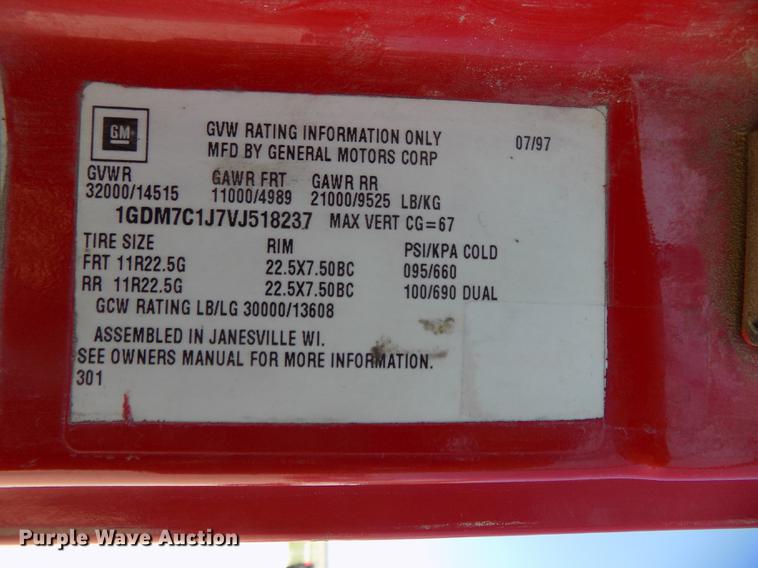 GM
GVW RATING INFORMATION ONLY 07/97
MFD BY GENERAL MOTORS CORP
GVWR GAWR FRT GAWR RR
32000/14515 11000/4989 21000/9525 LB/KG
1GDM7C1J7VJ518237 MAX VERT CG=67
TIRE SIZE RIM PSI/KPA COLD
FRT 11R22.5G 22.5X7.50BC 095/660
RR 11R22.5G 22.5X7.50BC 100/690 DUAL
GCW RATING LB/LG 30000/13608
ASSEMBLED IN JANESVILLE WI.
SEE OWNERS MANUAL FOR MORE INFORMATION.
301
Purple Wave Auction